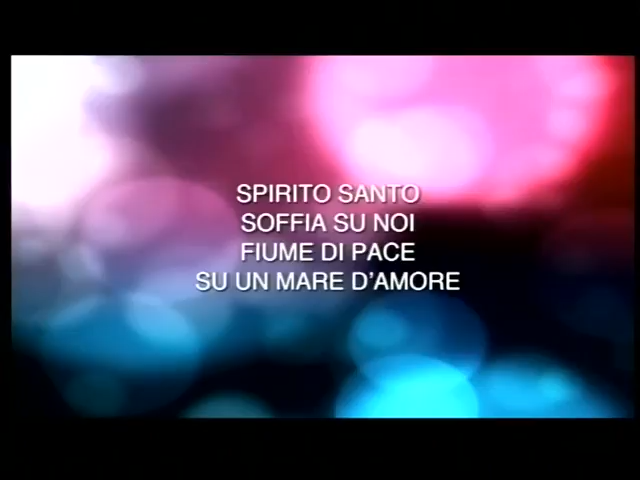 SPIRITO SANTO
SOFFIA SU NOI
FIUME DI PACE
SU UN MARE D'AMORE